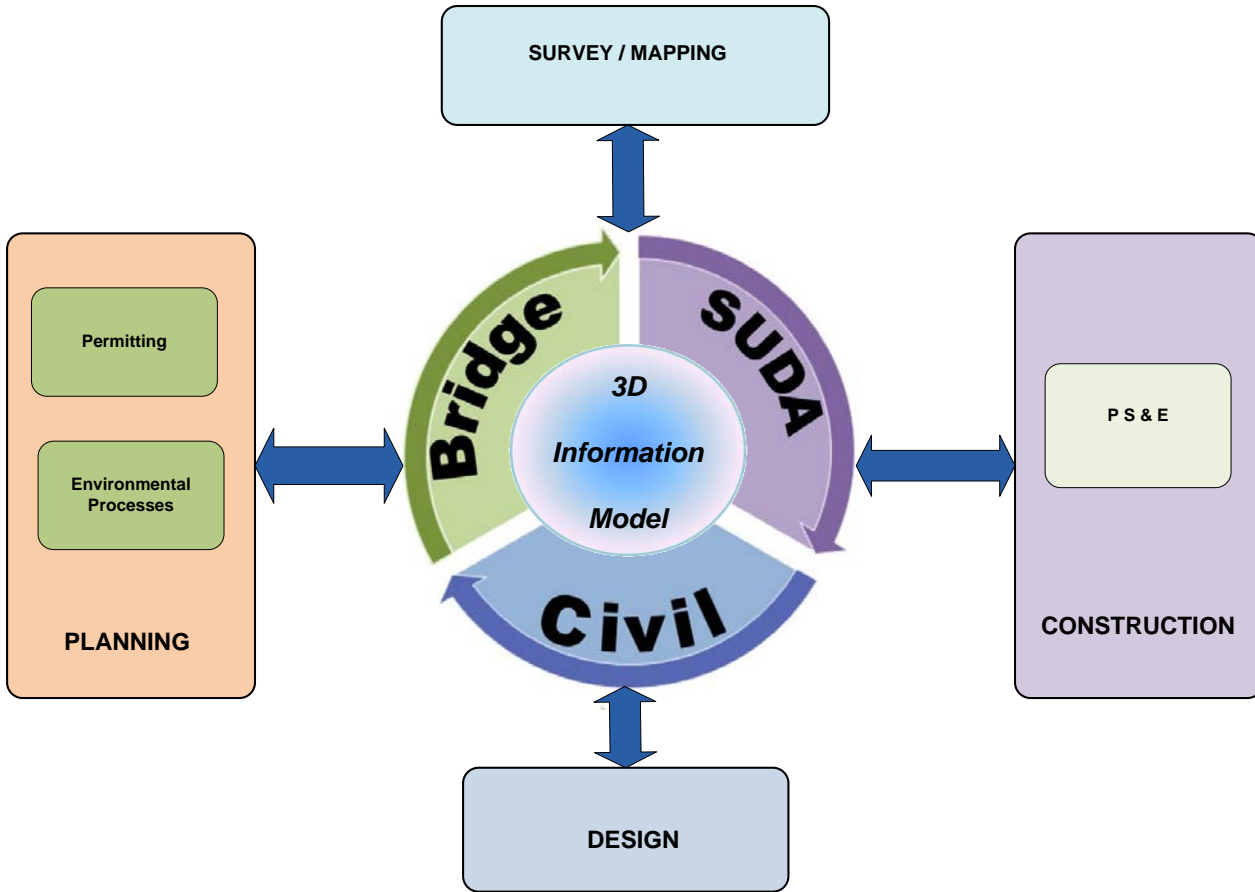 SURVEY / MAPPING
Permitting
Environmental
Processes
PLANNING
Bridge
SUDA
Civil
3D
Information
Model
P S & E
CONSTRUCTION
DESIGN